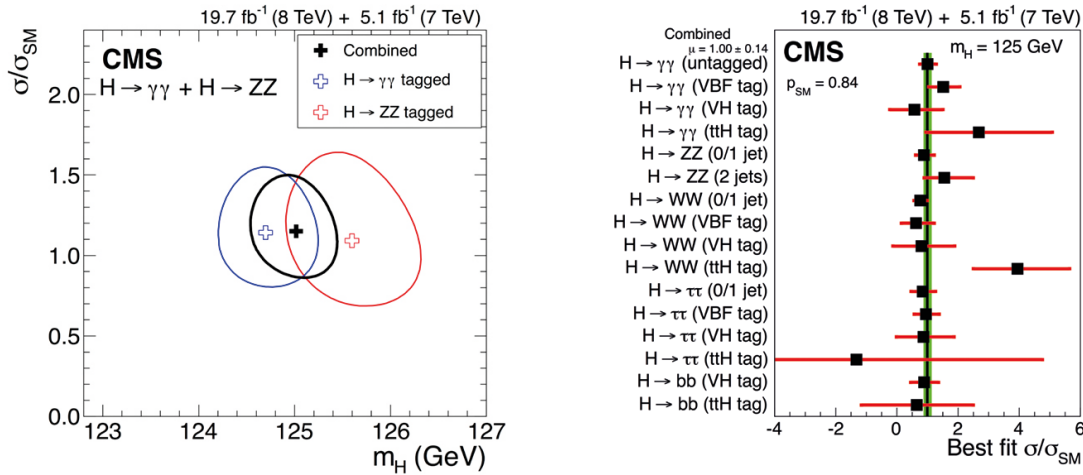 19.7 fb⁻¹ (8 TeV) + 5.1 fb⁻¹ (7 TeV)
CMS
H → γγ + H → ZZ
Combined
H → γγ tagged
H → ZZ tagged
σ/σSM
2.0
1.5
1.0
0.5
0.0
123
124
125
126
127
mH (GeV)
19.7 fb⁻¹ (8 TeV) + 5.1 fb⁻¹ (7 TeV)
Combined
μ = 1.00 ± 0.14
CMS
mH = 125 GeV
pSM = 0.84
H → γγ (untagged)
H → γγ (VBF tag)
H → γγ (VH tag)
H → γγ (ttH tag)
H → ZZ (0/1 jet)
H → ZZ (2 jets)
H → WW (0/1 jet)
H → WW (VBF tag)
H → WW (VH tag)
H → WW (ttH tag)
H → ττ (0/1 jet)
H → ττ (VBF tag)
H → ττ (VH tag)
H → ττ (ttH tag)
H → bb (VH tag)
H → bb (ttH tag)
-4
-2
0
2
4
6
Best fit σ/σSM